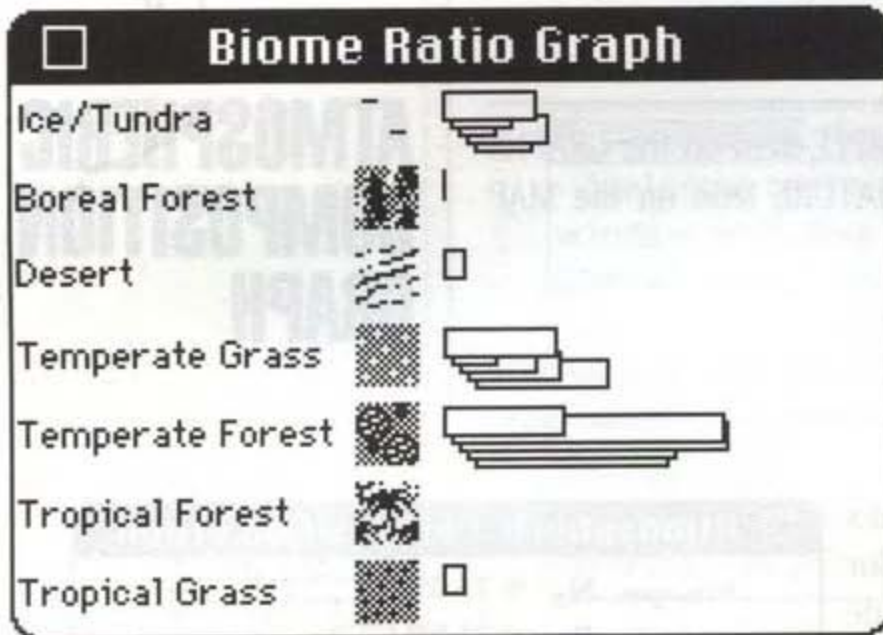 Biome Ratio Graph
Ice/Tundra
Boreal Forest
Desert
Temperate Grass
Temperate Forest
Tropical Forest
Tropical Grass